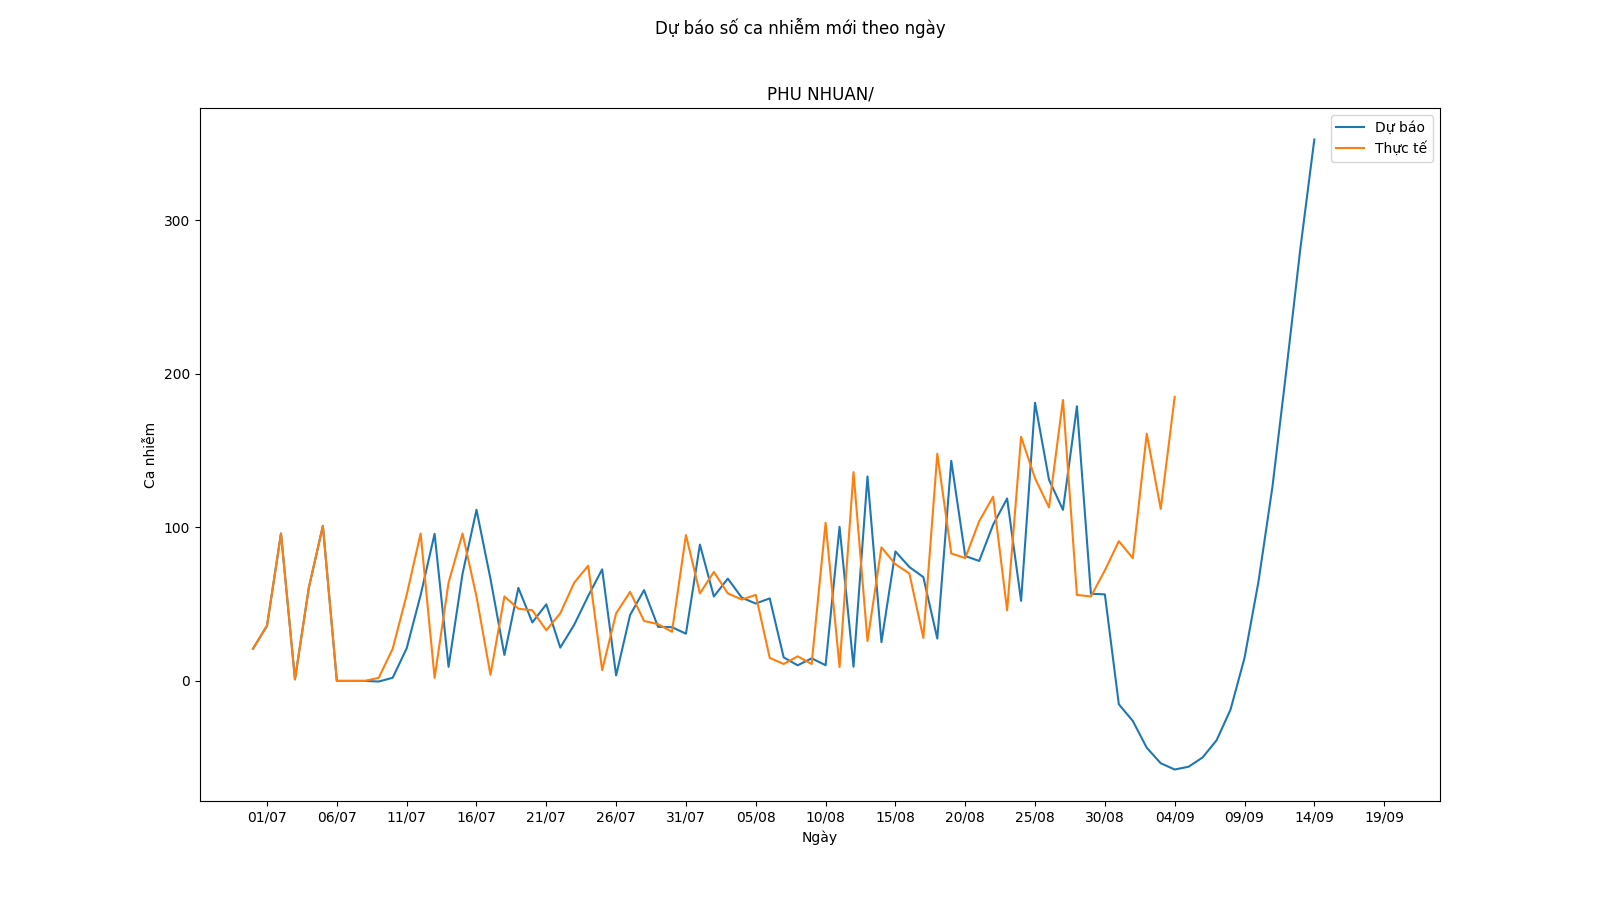 Dự báo số ca nhiễm mới theo ngày
PHU NHUAN/
Dự báo
Thực tế
300
200
100
0
Ca nhiễm
01/07 06/07 11/07 16/07 21/07 26/07 31/07 05/08 10/08 15/08 20/08 25/08 30/08 04/09 09/09 14/09 19/09
Ngày